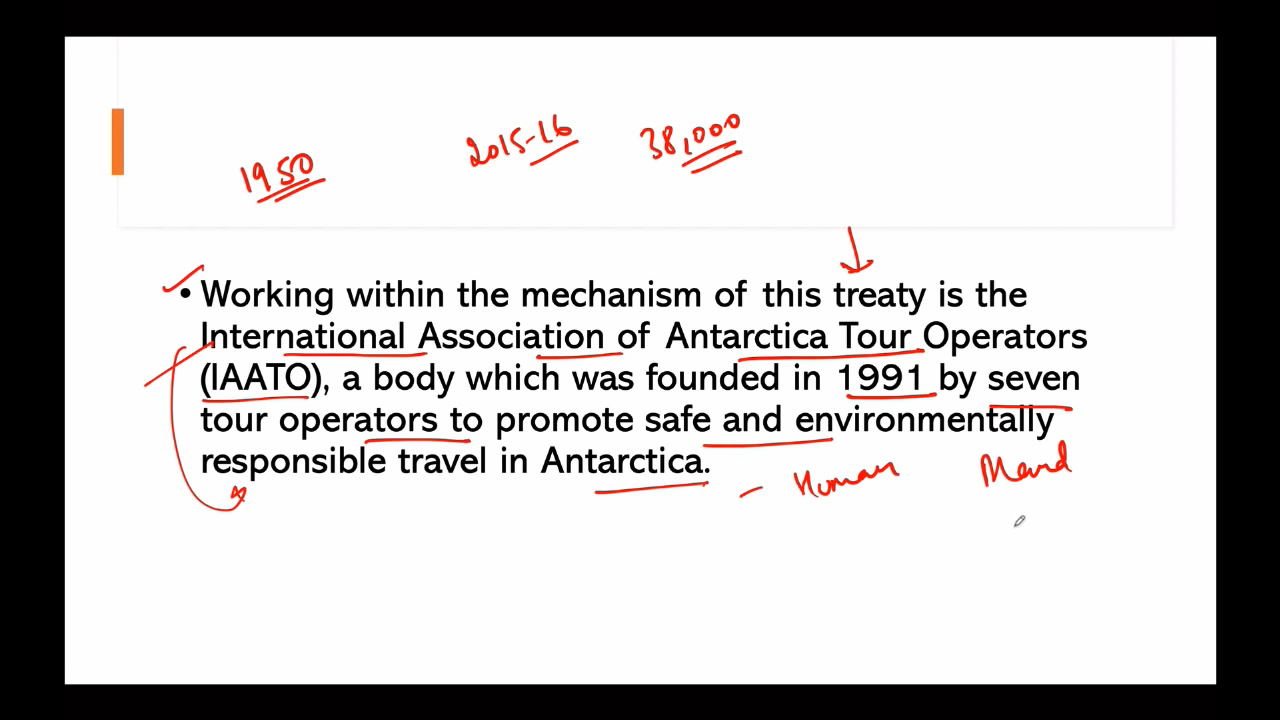 2015-16 38,000
1950
• Working within the mechanism of this treaty is the
International Association of Antarctica Tour Operators
(IAATO), a body which was founded in 1991 by seven
tour operators to promote safe and environmentally
responsible travel in Antarctica.
– Human